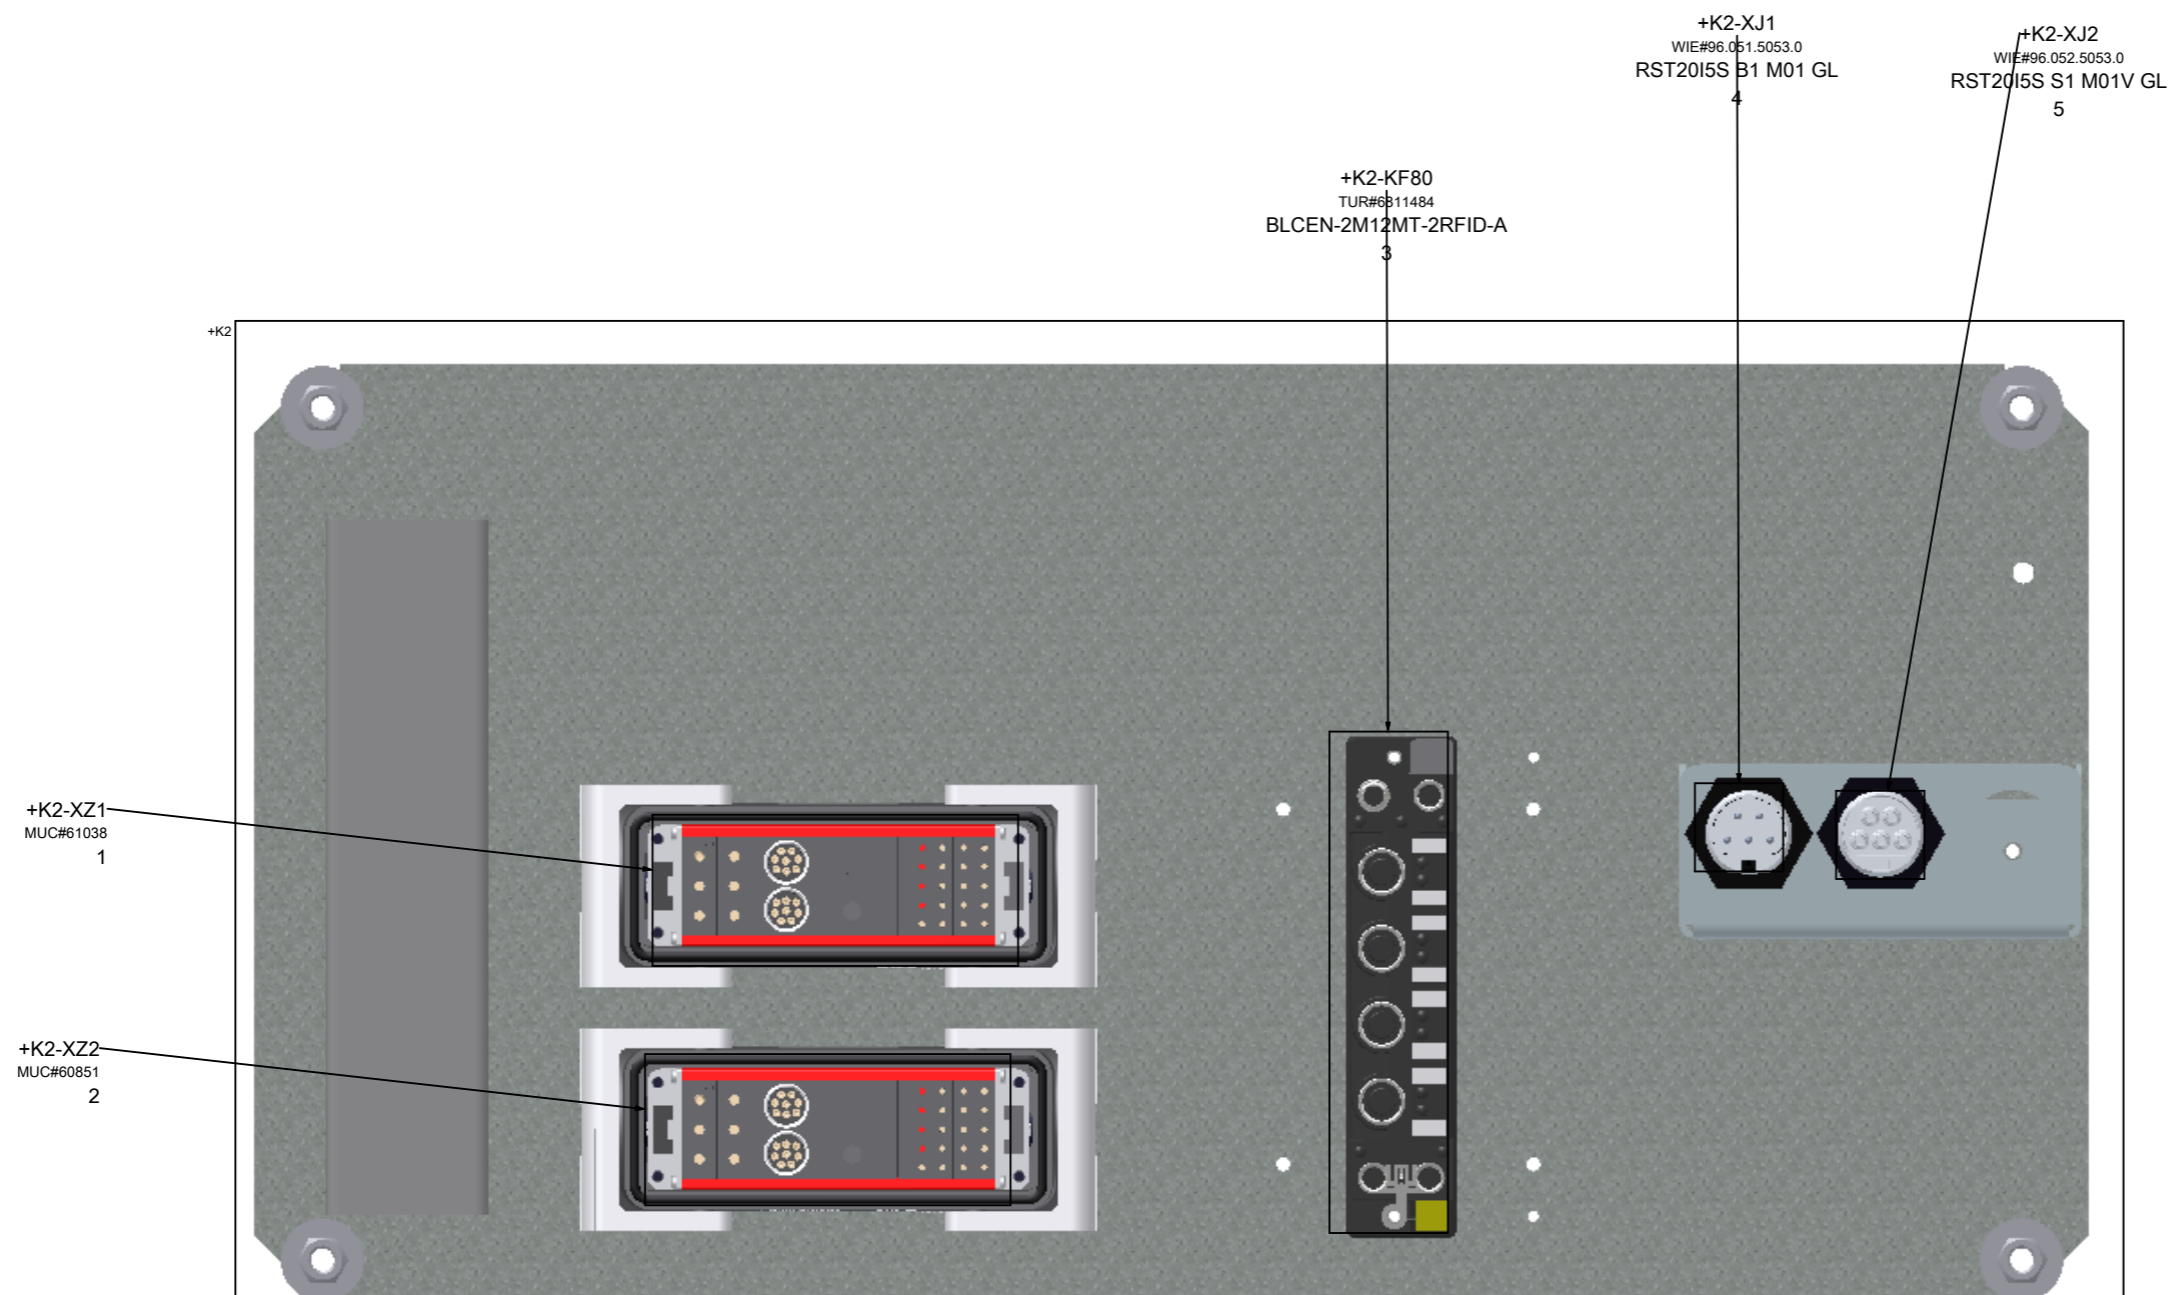 +K2-XJ1
WIE#96.051.5053.0
RST20I5S B1 M01 GL
4
+K2-XJ2
WIE#96.052.5053.0
RST20I5S S1 M01V GL
5
+K2-KF80
TUR#6811484
BLCEN-2M12MT-2RFID-A
3
+K2
+K2-XZ1
MUC#61038
1
+K2-XZ2
MUC#60851
2